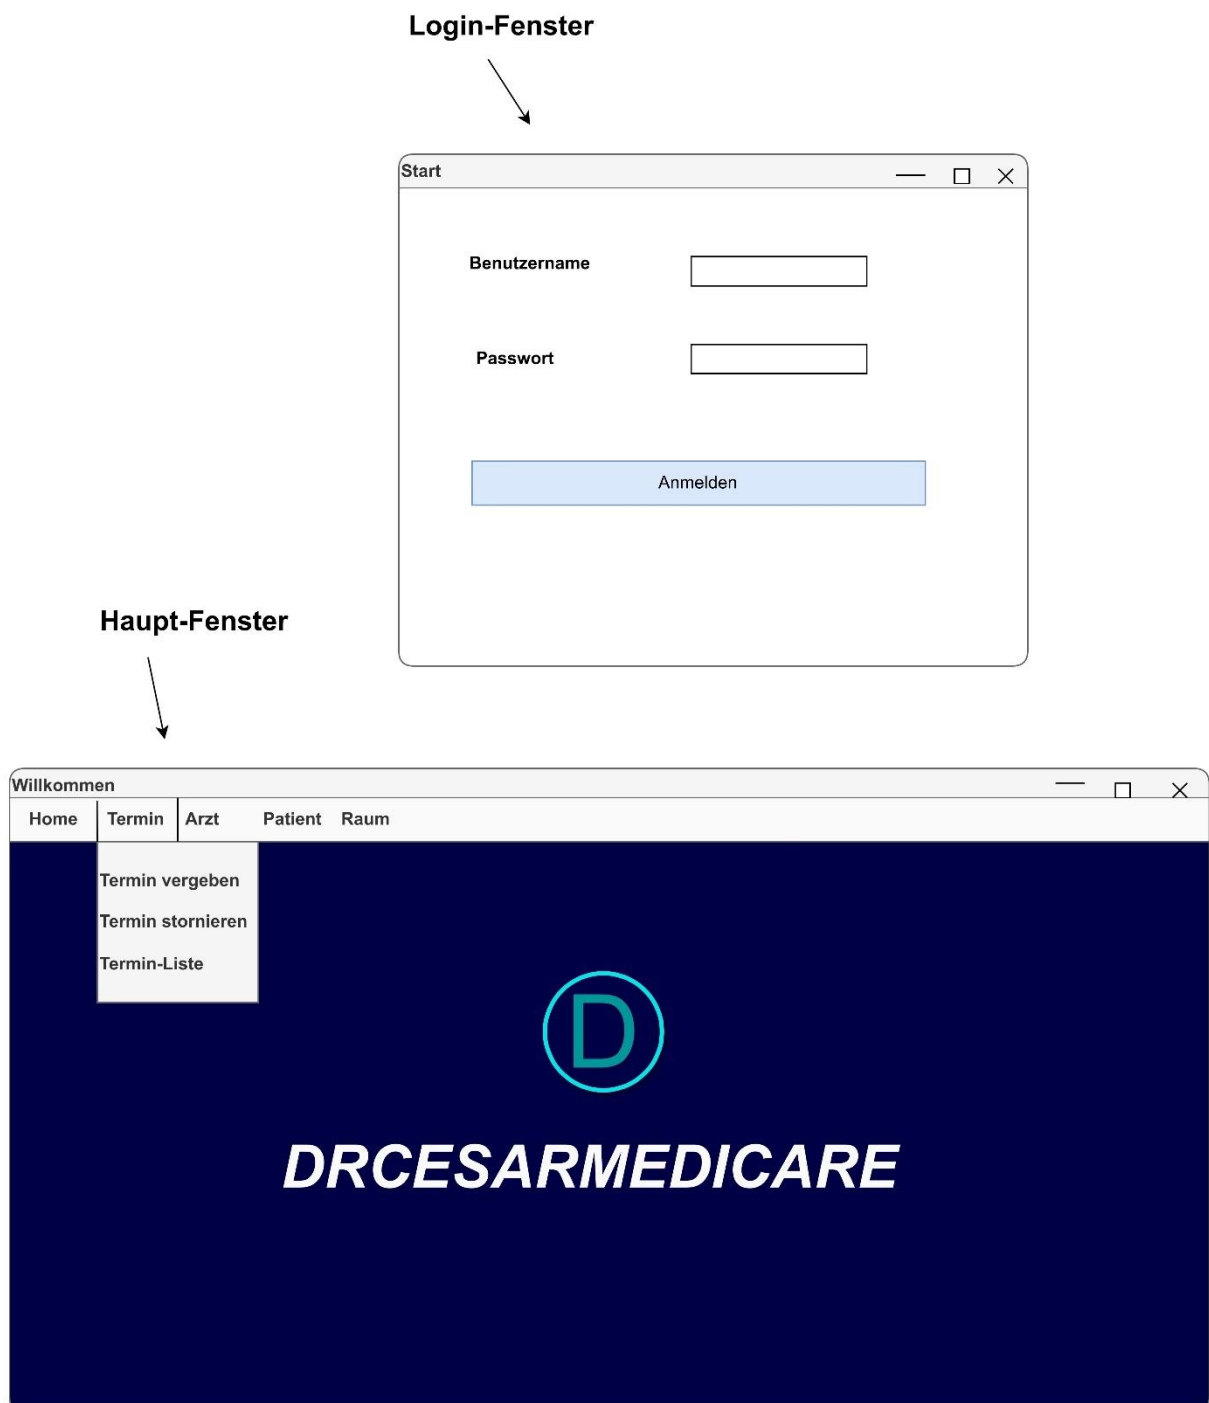 Login-Fenster
Start
Benutzername
Passwort
Anmelden
Haupt-Fenster
Willkommen
Home Termin Arzt Patient Raum
Termin vergeben
Termin stornieren
Termin-Liste
D
DRCESARMEDICARE